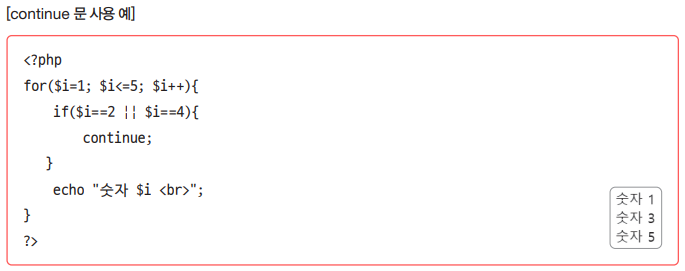 [continue 문 사용 예]
<?php
for($i=1; $i<=5; $i++){
    if($i==2 || $i==4){
        continue;
   }
    echo "숫자 $i <br>";
}
?>
숫자 1
숫자 3
숫자 5